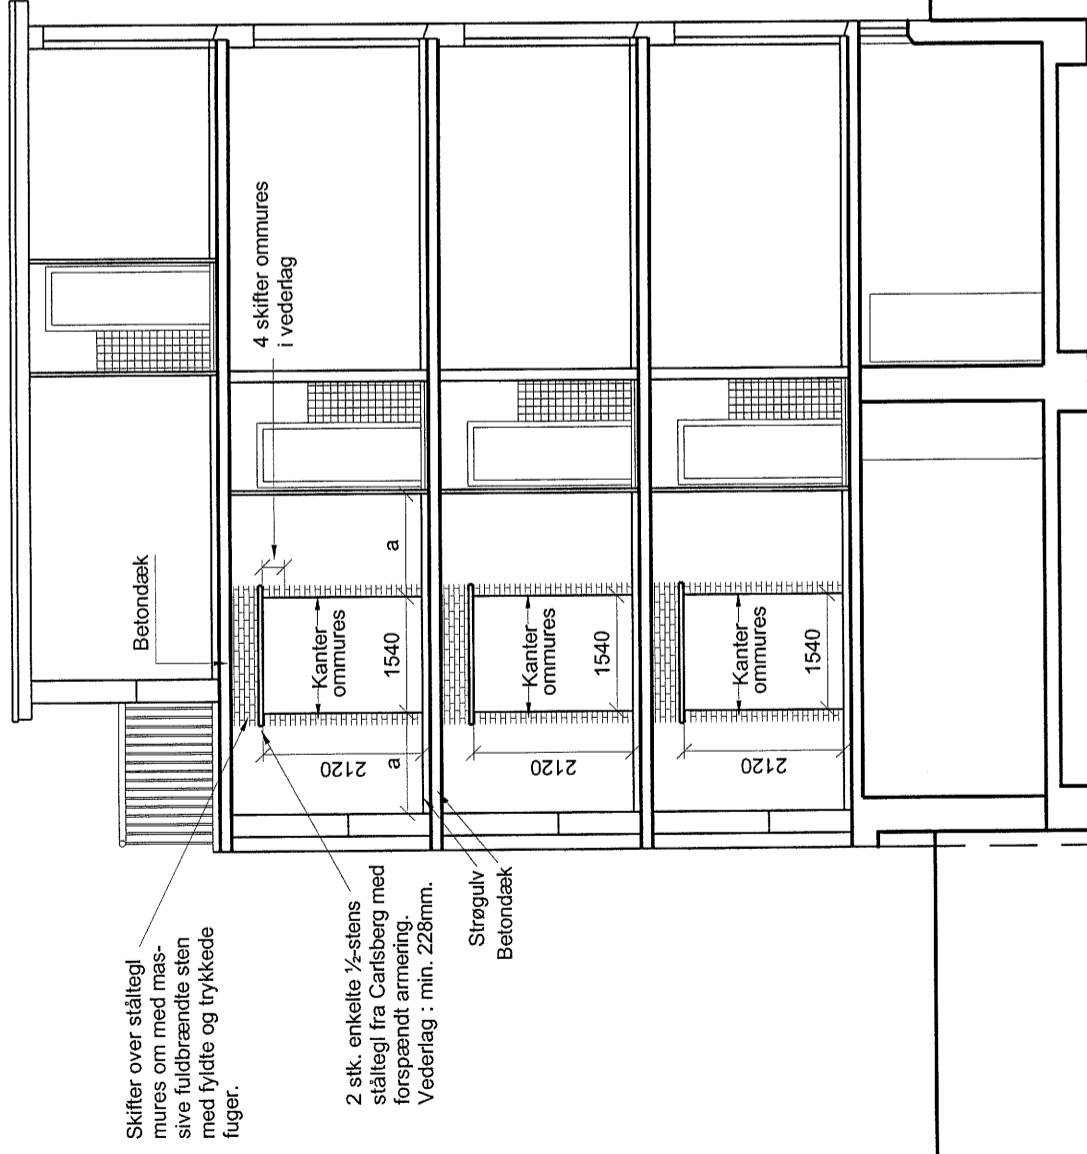 Skifter over ståltegl
mures om med mas-
sive fuldbrændte sten
med fyldte og trykkede
fuger.
Betondæk
4 skifter ommures
i vederlag
2 stk. enkelte ½-stens
ståltegl fra Carlsberg med
forspændt armering.
Vederlag : min. 228mm.
Strøgulv
Betondæk
Kanter
ommures
1540
2120
a
a
Kanter
ommures
1540
2120
Kanter
ommures
1540
2120